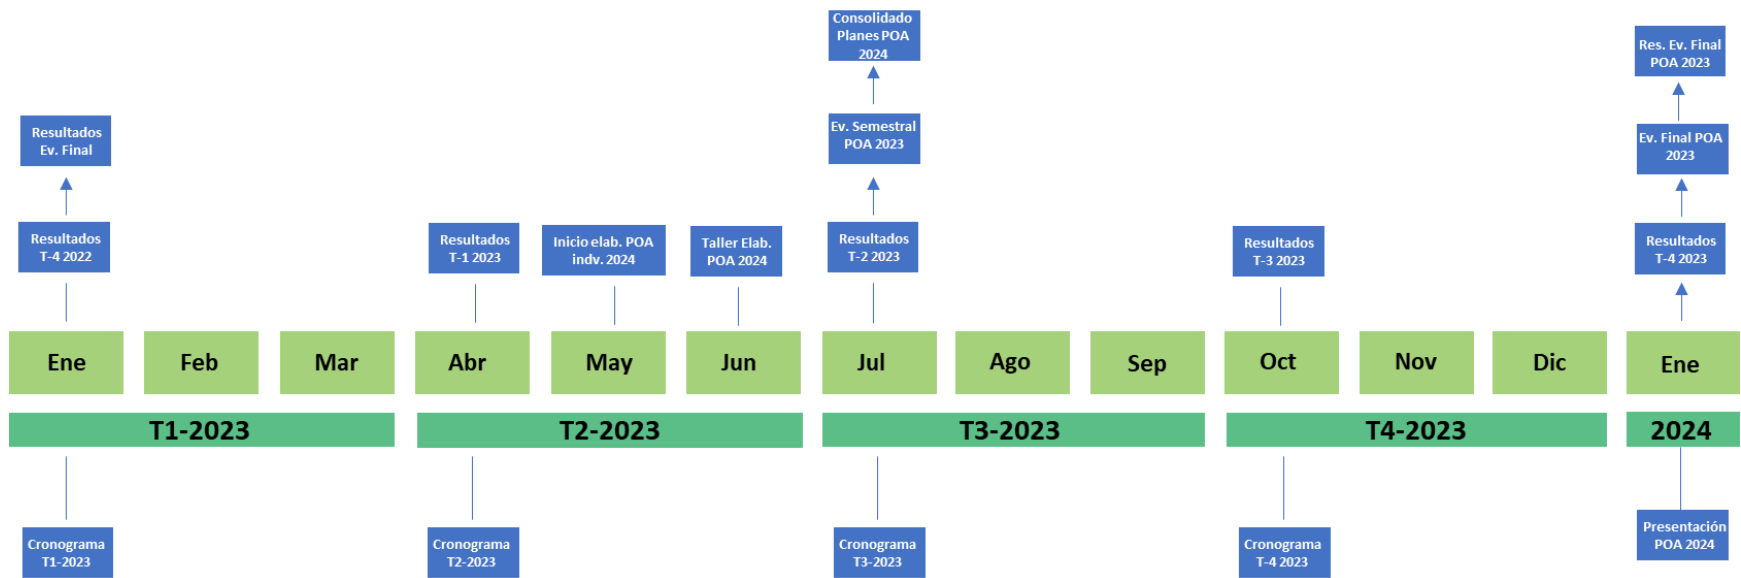 Consolidado
Planes POA
2024
Res. Ev. Final
POA 2023
Resultados
Ev. Final
Ev. Semestral
POA 2023
Ev. Final POA
2023
Resultados
T-4 2022
Resultados
T-1 2023
Inicio elab. POA
indv. 2024
Taller Elab.
POA 2024
Resultados
T-2 2023
Resultados
T-3 2023
Resultados
T-4 2023
Ene
Feb
Mar
Abr
May
Jun
Jul
Ago
Sep
Oct
Nov
Dic
Ene
T1-2023
T2-2023
T3-2023
T4-2023
2024
Cronograma
T1-2023
Cronograma
T2-2023
Cronograma
T3-2023
Cronograma
T-4 2023
Presentación
POA 2024